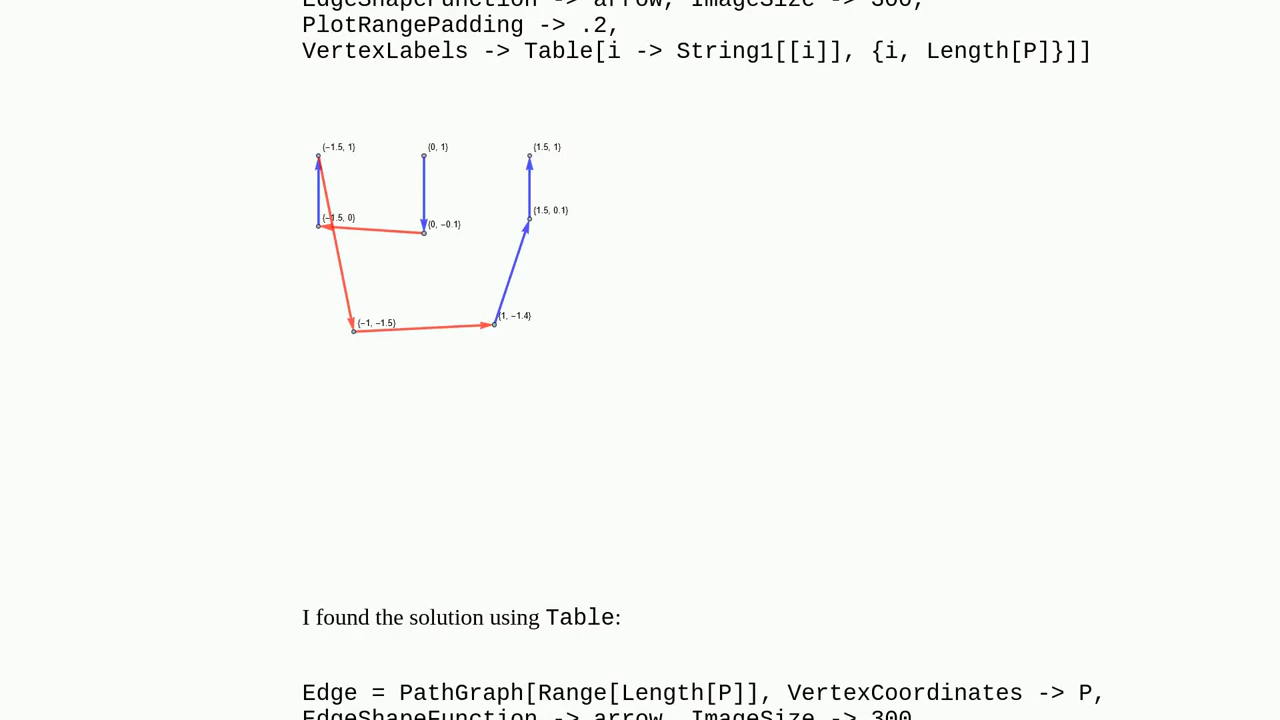 EdgeShapeFunction -> arrow, ImageSize -> 300,
PlotRangePadding -> .2,
VertexLabels -> Table[i -> String1[[i]], {i, Length[P]}]]
{−1.5, 1} {0, 1} {1.5, 1}
{−1.5, 0} {0, −0.1} {1.5, 0.1}
{−1, −1.5} {1, −1.4}
I found the solution using Table:
Edge = PathGraph[Range[Length[P]], VertexCoordinates -> P,
EdgeShapeFunction -> arrow, ImageSize -> 300,